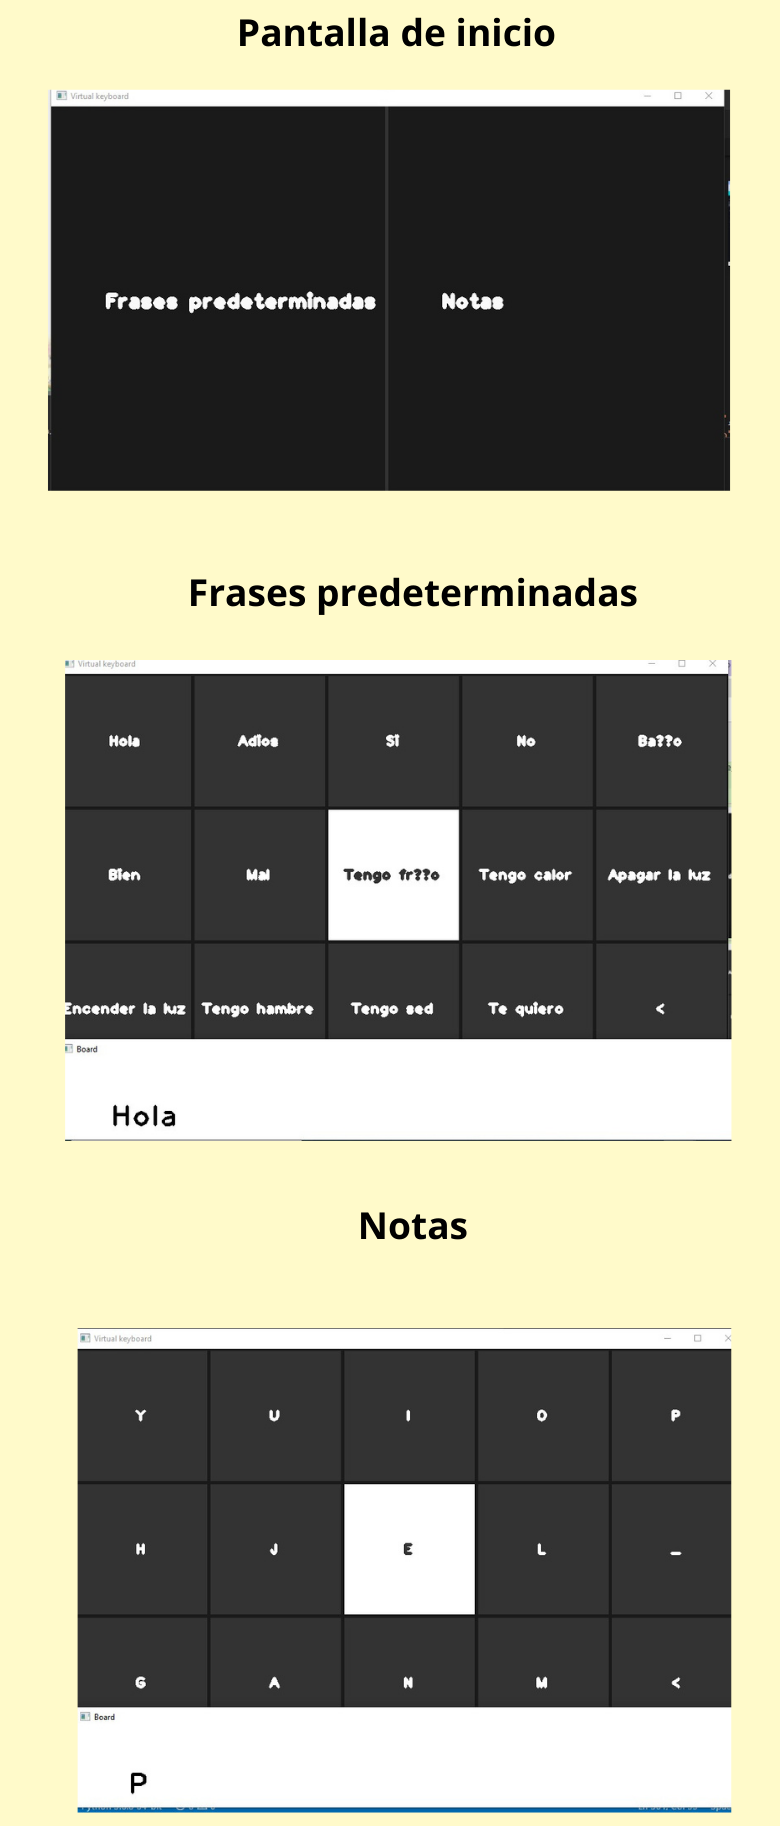 Pantalla de inicio
Virtual keyboard
Frases predeterminadas Notas
Frases predeterminadas
Virtual keyboard
Hola Adios Si No Ba??o
Bien Mal Tengo fr??o Tengo calor Apagar la luz
Encender la luz Tengo hambre Tengo sed Te quiero <
Board
Hola
Notas
Virtual keyboard
Y U I O P
H J E L _
G A N M <
Board
P